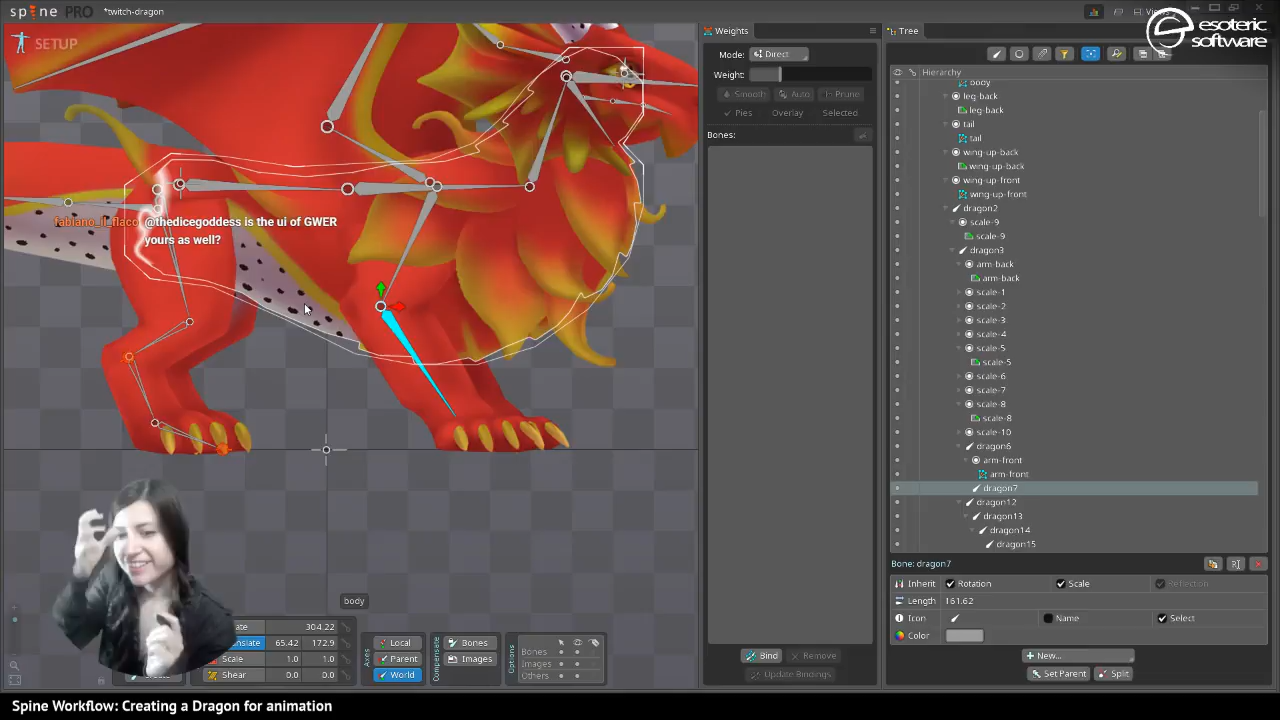 spine PRO
*twitch-dragon
Vi
esoteric
software
SETUP
fabiano_il_flaco @thedicegoddess is the ui of GWER
yours as well?
body
304.22
65.42 172.9
Scale 1.0 1.0
Shear 0.0 0.0
Axes
Local
Parent
World
Compensate
Bones
Images
Options
Bones
Images
Others
Weights
Mode: Direct
Weight:
Smooth Auto Prune
Pies Overlay Selected
Bones:
Bind Remove
Update Bindings
Tree
Hierarchy
body
leg-back
leg-back
tail
tail
wing-up-back
wing-up-back
wing-up-front
wing-up-front
dragon2
scale-9
scale-9
dragon3
arm-back
arm-back
scale-1
scale-2
scale-3
scale-4
scale-5
scale-5
scale-6
scale-7
scale-8
scale-8
scale-10
dragon6
arm-front
arm-front
dragon7
dragon12
dragon13
dragon14
dragon15
Bone: dragon7
Inherit Rotation Scale Reflection
Length 161.62
Icon Name Select
Color
New...
Set Parent Split
Spine Workflow: Creating a Dragon for animation